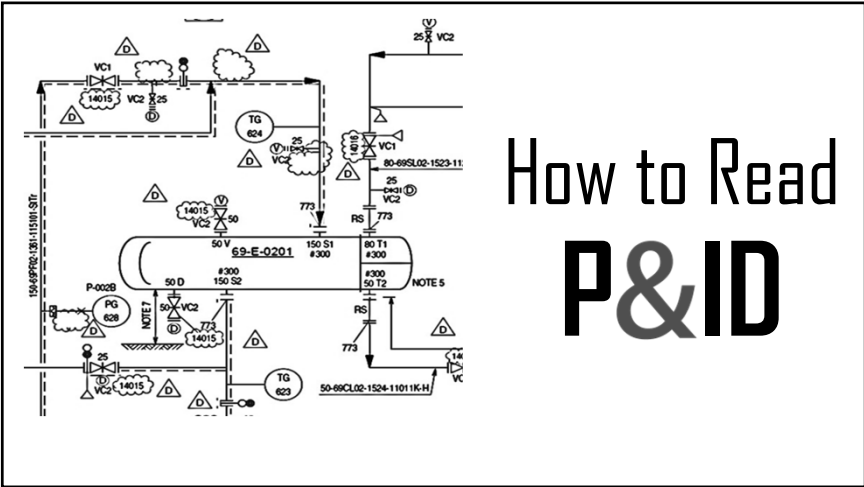 V
25
VC2
D
D
VC1
14015
VC2
25
D
D
D
TG
624
25
V
VC2
D
14016
VC1
D
80-69SL02-1523-11
25
D
VC2
D
V
14015
50
VC2
773
RS
773
50 V
69-E-0201
150 S1
#300
80 T1
#300
#300
150 S2
#300
50 T2
NOTE 5
50 D
150-69PF02-1361-115101-StTr
P-002B
PG
628
D
NOTE 7
50
VC2
D
773
14015
D
RS
773
D
25
D
VC2
14015
D
D
TG
623
50-69CL02-1524-11011K-H
How to Read
P&ID